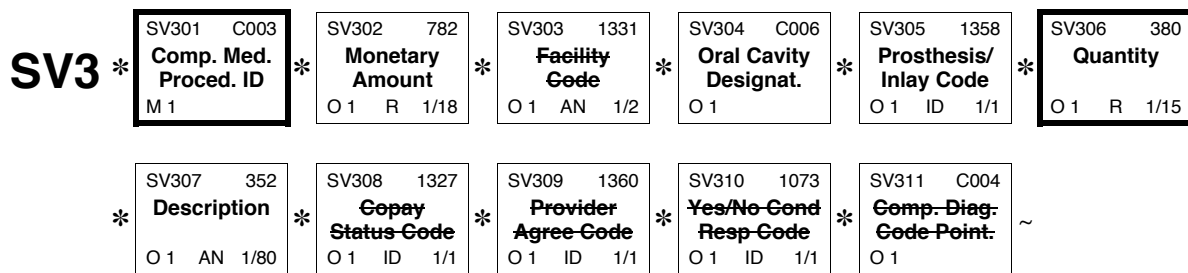 SV301 C003 SV302 782 SV303 1331 SV304 C006 SV305 1358 SV306 380
SV3 * Comp. Med. * Monetary * Facility * Oral Cavity * Prosthesis/ * Quantity
Proced. ID Amount Code Designat. Inlay Code
M 1 O 1 R 1/18 O 1 AN 1/2 O 1 O 1 ID 1/1 O 1 R 1/15
SV307 352 SV308 1327 SV309 1360 SV310 1073 SV311 C004
* Description * Copay * Provider * Yes/No Cond * Comp. Diag. ~
Status Code Agree Code Resp Code Code Point.
O 1 AN 1/80 O 1 ID 1/1 O 1 ID 1/1 O 1 ID 1/1 O 1